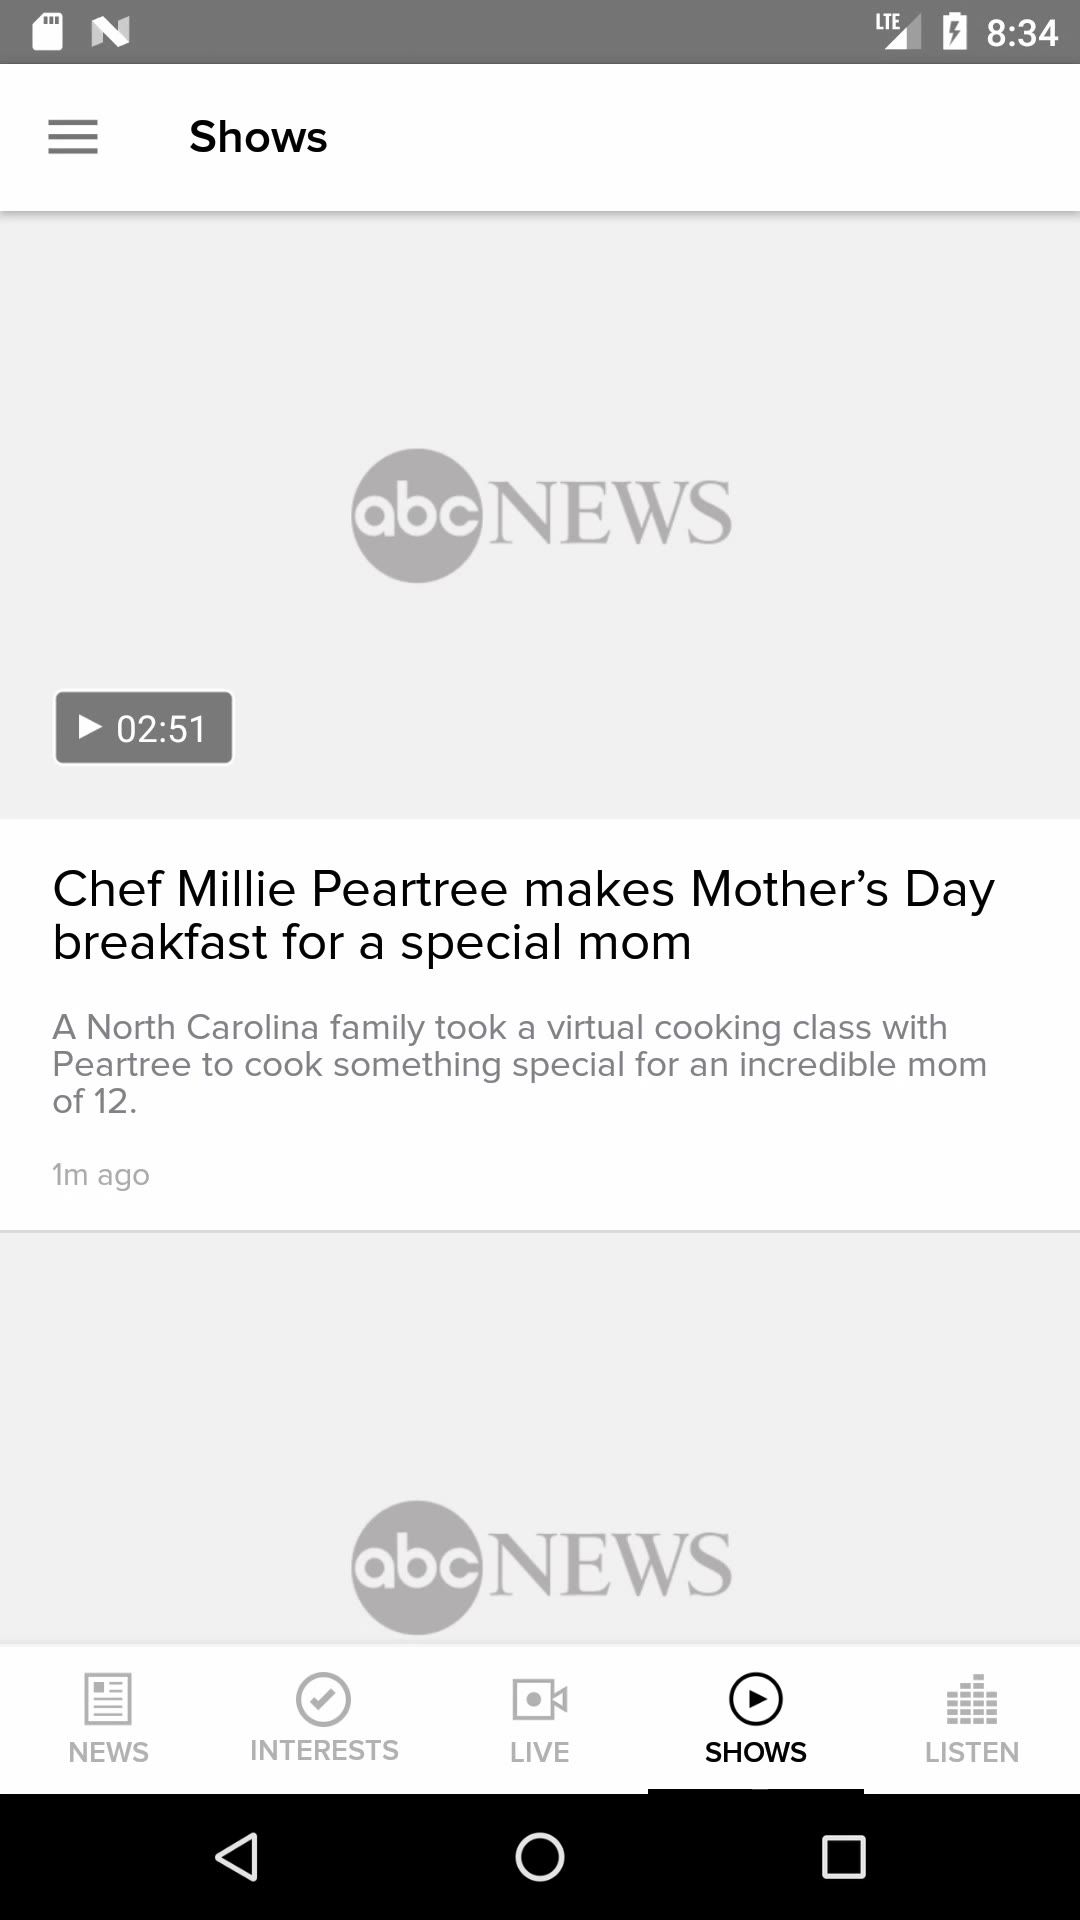 LTE 8:34
Shows
abc NEWS
02:51
Chef Millie Peartree makes Mother’s Day
breakfast for a special mom
A North Carolina family took a virtual cooking class with
Peartree to cook something special for an incredible mom
of 12.
1m ago
abc NEWS
NEWS INTERESTS LIVE SHOWS LISTEN